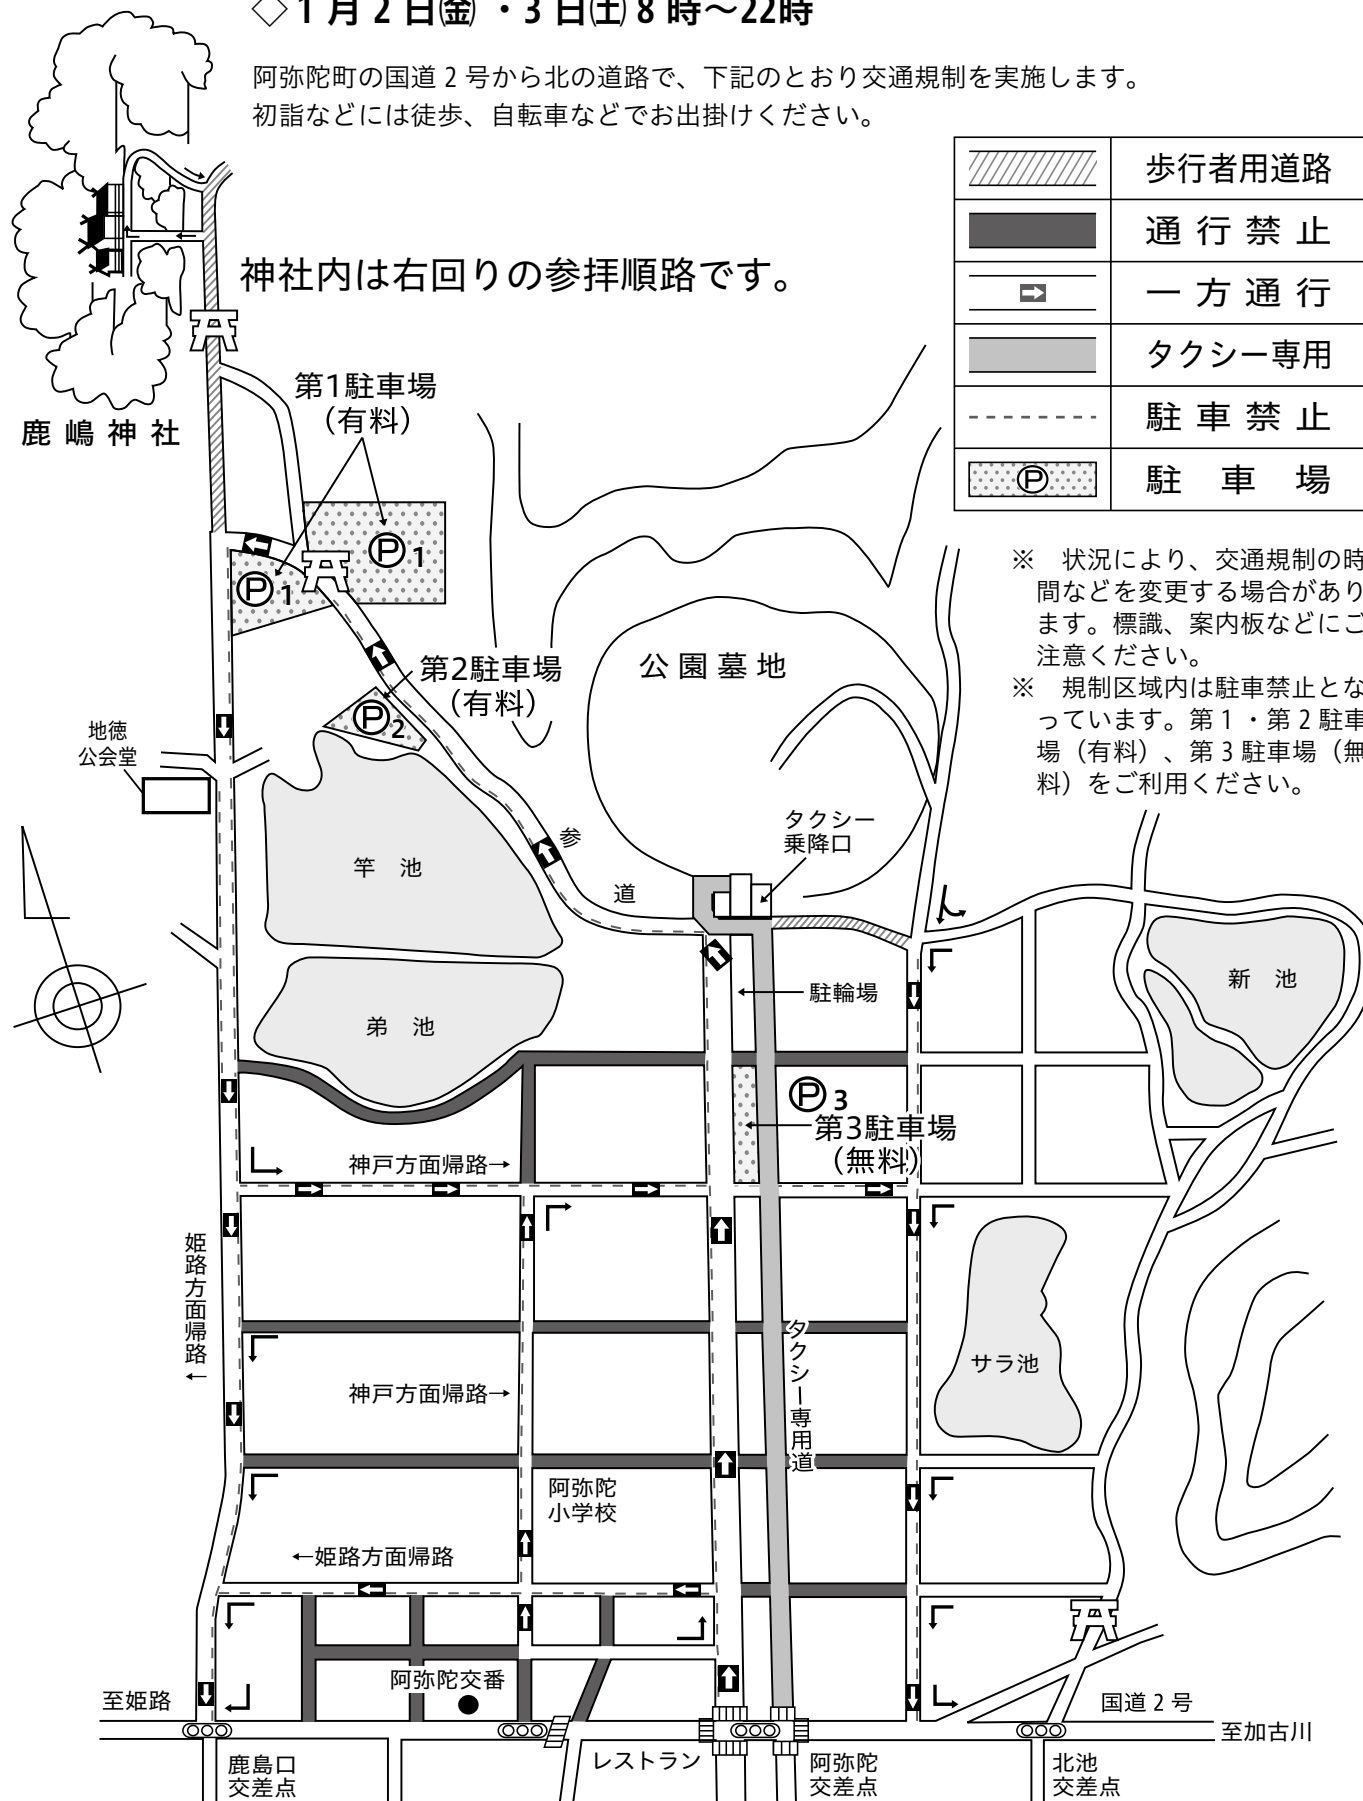 ◇1月2日㈮・3日㈯8時～22時
阿弥陀町の国道2号から北の道路で、下記のとおり交通規制を実施します。
初詣などには徒歩、自転車などでお出掛けください。
歩行者用道路
通行禁止
一方通行
タクシー専用
駐車禁止
Ⓟ 駐車場
神社内は右回りの参拝順路です。
鹿嶋神社
第1駐車場
（有料）
Ⓟ1
Ⓟ1
※　状況により、交通規制の時
間などを変更する場合があり
ます。標識、案内板などにご
注意ください。
※　規制区域内は駐車禁止とな
っています。第1・第2駐車
場（有料）、第3駐車場（無
料）をご利用ください。
第2駐車場
（有料）
Ⓟ2
公園墓地
地徳
公会堂
タクシー
乗降口
参道
竿池
弟池
新池
駐輪場
Ⓟ3
第3駐車場
（無料）
神戸方面帰路→
姫路方面帰路←
タクシー専用道
サラ池
神戸方面帰路→
阿弥陀
小学校
←姫路方面帰路
阿弥陀交番
至姫路
国道2号
至加古川
鹿島口
交差点
レストラン
阿弥陀
交差点
北池
交差点